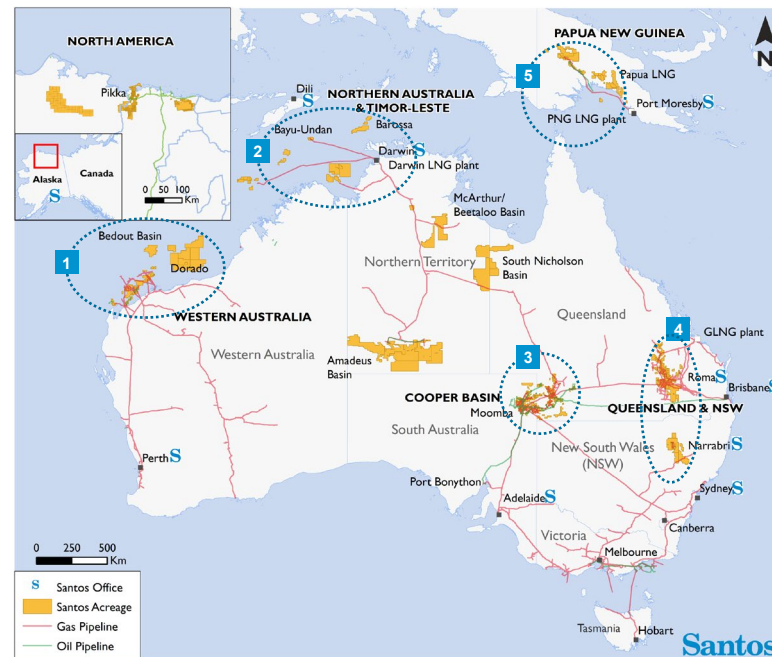 NORTH AMERICA
Pikka
Alaska
S
Canada
0 50 100
Km
PAPUA NEW GUINEA
5
Papua LNG
Port Moresby S
PNG LNG plant
N
Dili
S
NORTHERN AUSTRALIA
& TIMOR-LESTE
Bayu-Undan
Barossa
2
Darwin S
Darwin LNG plant
McArthur/
Beetaloo Basin
Bedout Basin
1
Dorado
Northern Territory
South Nicholson
Basin
WESTERN AUSTRALIA
Western Australia
Queensland
Amadeus
Basin
3
4
GLNG plant
Roma S
Brisbane S
COOPER BASIN
Moomba
QUEENSLAND & NSW
South Australia
New South Wales
(NSW)
Narrabri S
Perth S
Port Bonython
Adelaide S
Sydney S
Canberra
Victoria
Melbourne
0 250 500
Km
S Santos Office
Santos Acreage
Gas Pipeline
Oil Pipeline
Tasmania
Hobart
Santos